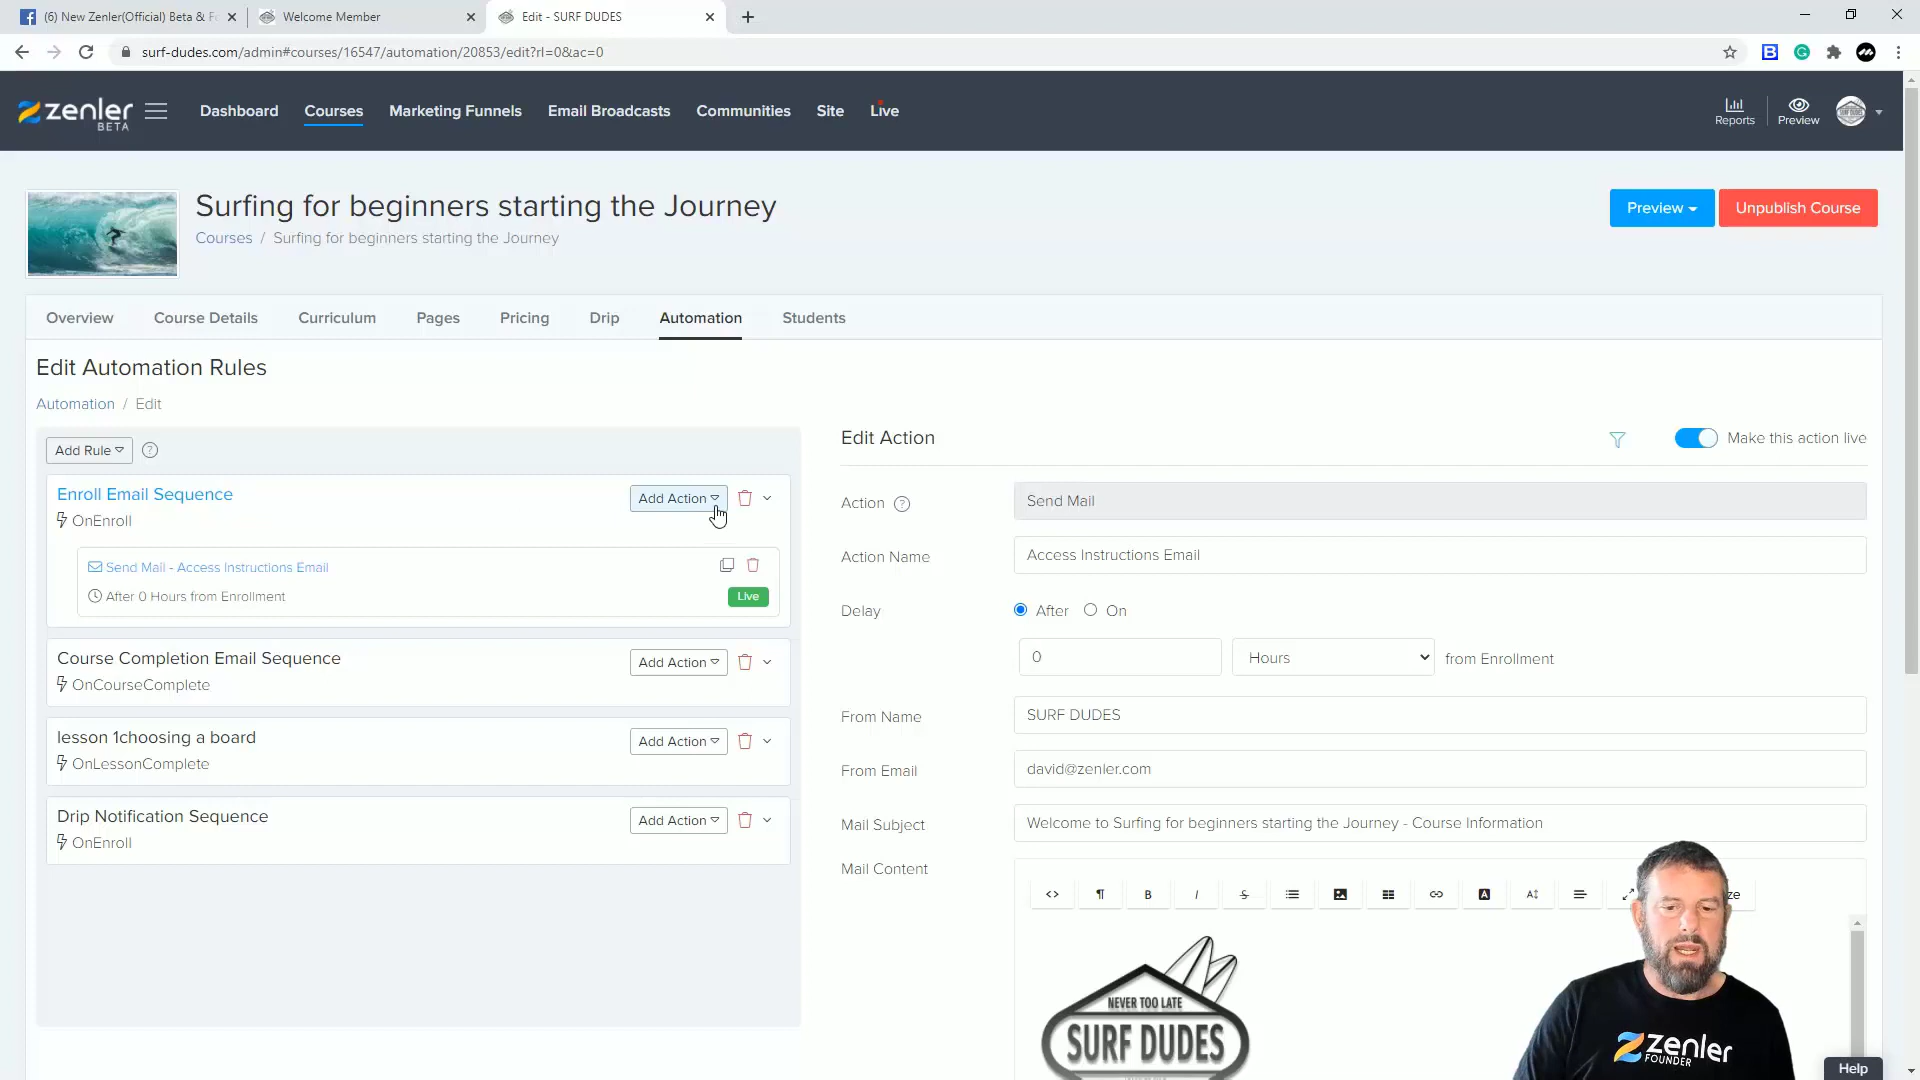 (6) New Zenler(Official) Beta & F
Welcome Member
Edit - SURF DUDES
surf-dudes.com/admin#courses/16547/automation/20853/edit?rl=0&ac=0
zenler
BETA
Dashboard
Courses
Marketing Funnels
Email Broadcasts
Communities
Site
Live
Reports
Preview
Surfing for beginners starting the Journey
Courses / Surfing for beginners starting the Journey
Preview
Unpublish Course
Overview
Course Details
Curriculum
Pages
Pricing
Drip
Automation
Students
Edit Automation Rules
Automation / Edit
Add Rule
Enroll Email Sequence
Add Action
OnEnroll
Send Mail - Access Instructions Email
After 0 Hours from Enrollment
Live
Course Completion Email Sequence
Add Action
OnCourseComplete
lesson 1choosing a board
Add Action
OnLessonComplete
Drip Notification Sequence
Add Action
OnEnroll
Edit Action
Make this action live
Action
Send Mail
Action Name
Access Instructions Email
Delay
After
On
0
Hours
from Enrollment
From Name
SURF DUDES
From Email
david@zenler.com
Mail Subject
Welcome to Surfing for beginners starting the Journey - Course Information
Mail Content
ze
NEVER TOO LATE
SURF DUDES
zenler
FOUNDER
Help